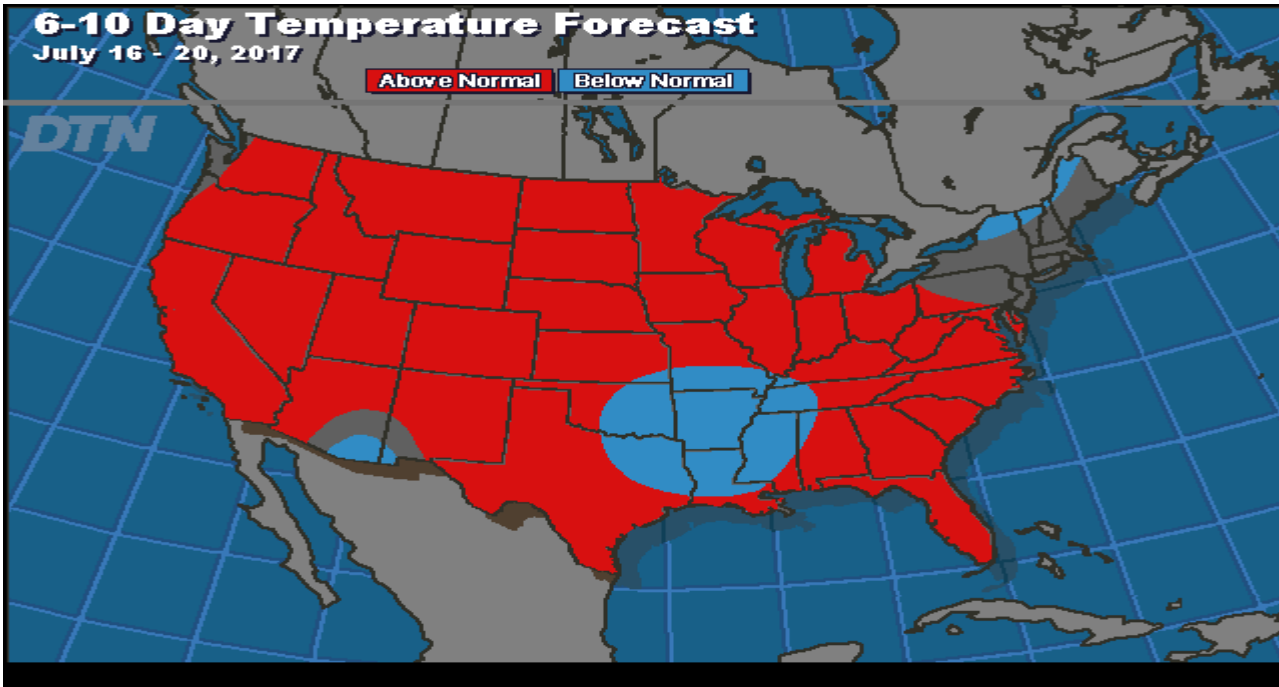 6-10 Day Temperature Forecast
July 16 - 20, 2017
Above Normal Below Normal
DTN